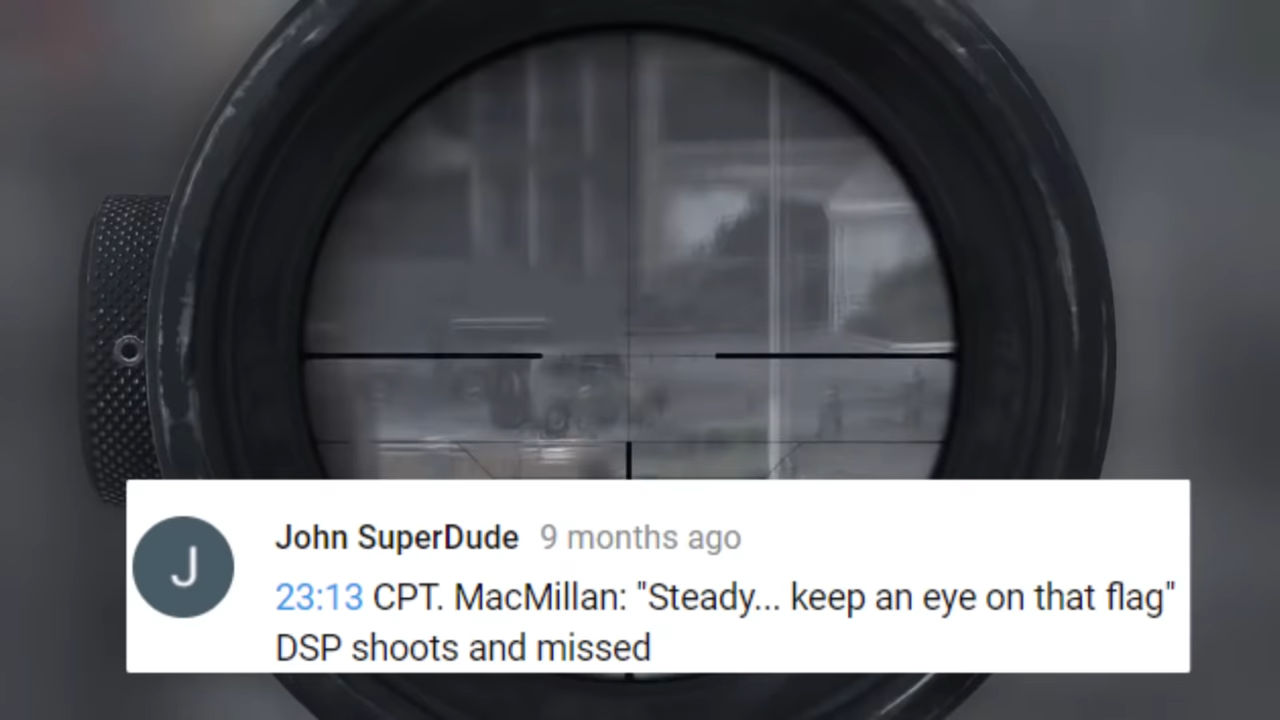 J
John SuperDude 9 months ago
23:13 CPT. MacMillan: "Steady... keep an eye on that flag"
DSP shoots and missed